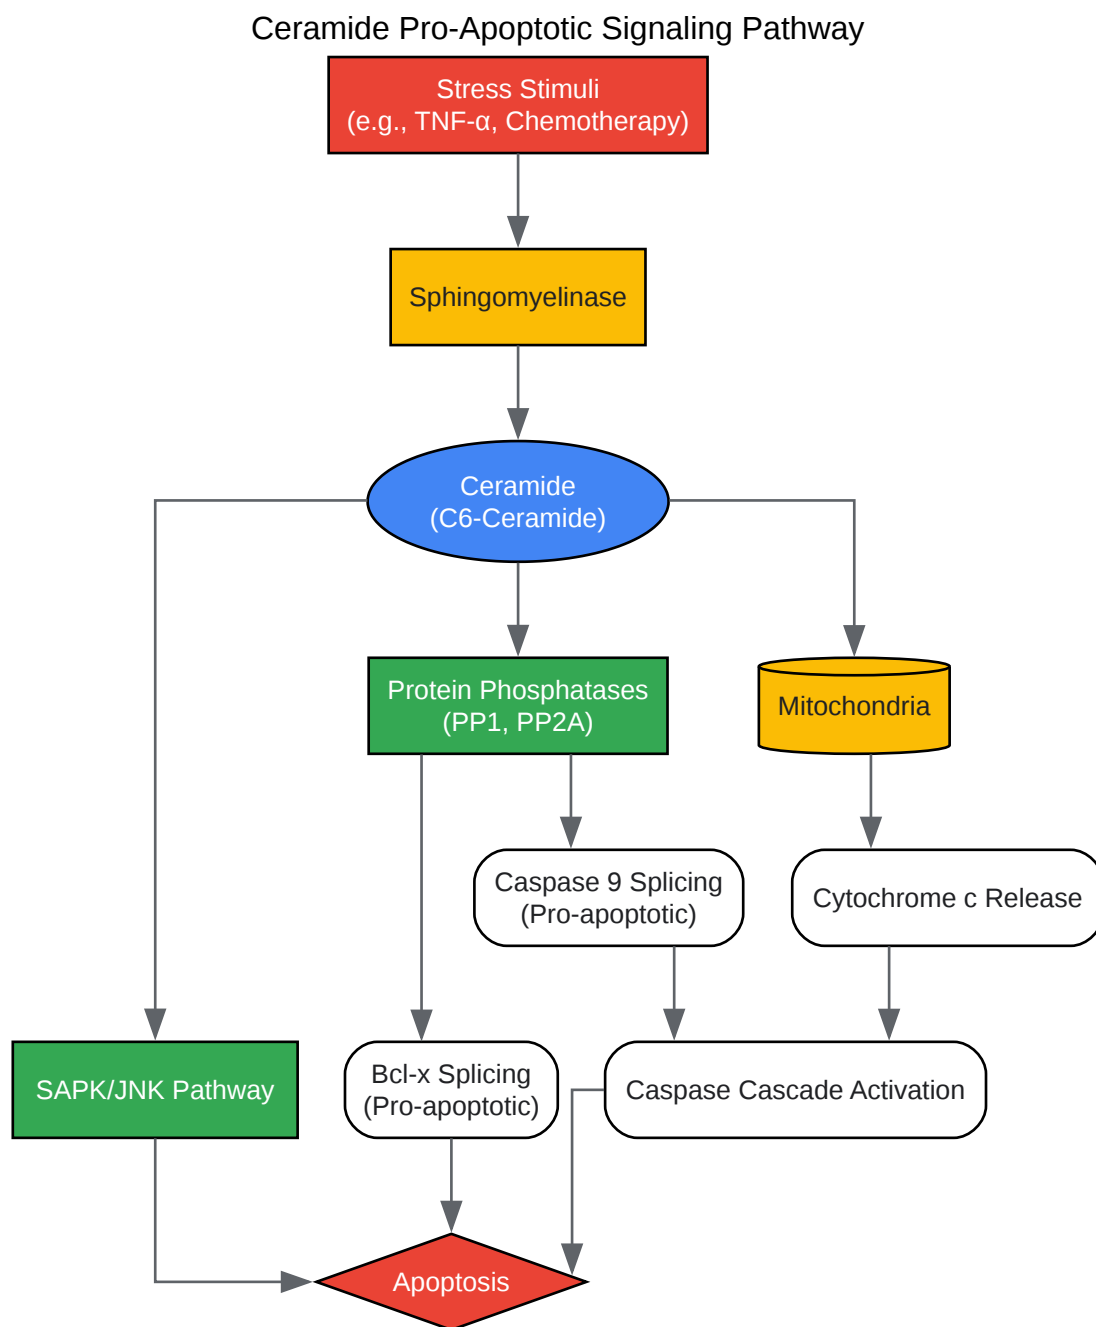 Ceramide Pro-Apoptotic Signaling Pathway
Stress Stimuli
(e.g., TNF-α, Chemotherapy)
Sphingomyelinase
Ceramide
(C6-Ceramide)
Protein Phosphatases
(PP1, PP2A)
Mitochondria
Caspase 9 Splicing
(Pro-apoptotic)
Cytochrome c Release
SAPK/JNK Pathway
Bcl-x Splicing
(Pro-apoptotic)
Caspase Cascade Activation
Apoptosis